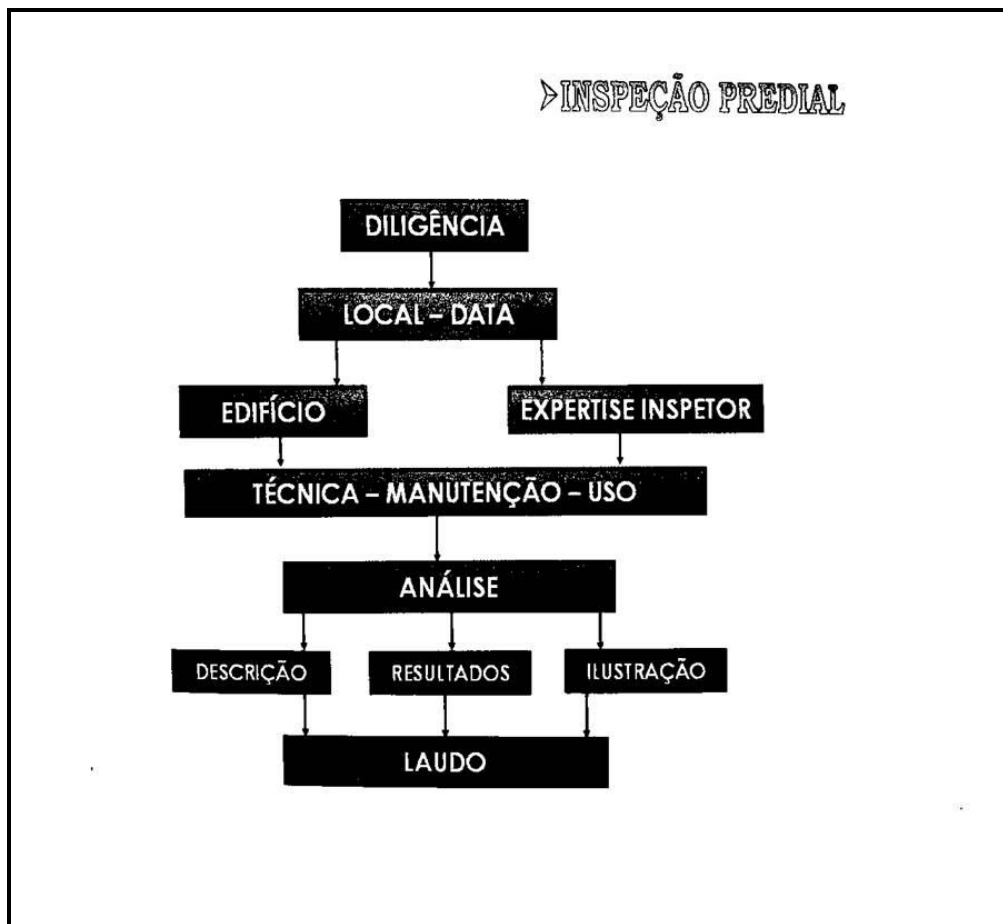 ➢INSPEÇÃO PREDIAL
DILIGÊNCIA
LOCAL – DATA
EDIFÍCIO
EXPERTISE INSPETOR
TÉCNICA – MANUTENÇÃO – USO
ANÁLISE
DESCRIÇÃO
RESULTADOS
ILUSTRAÇÃO
LAUDO